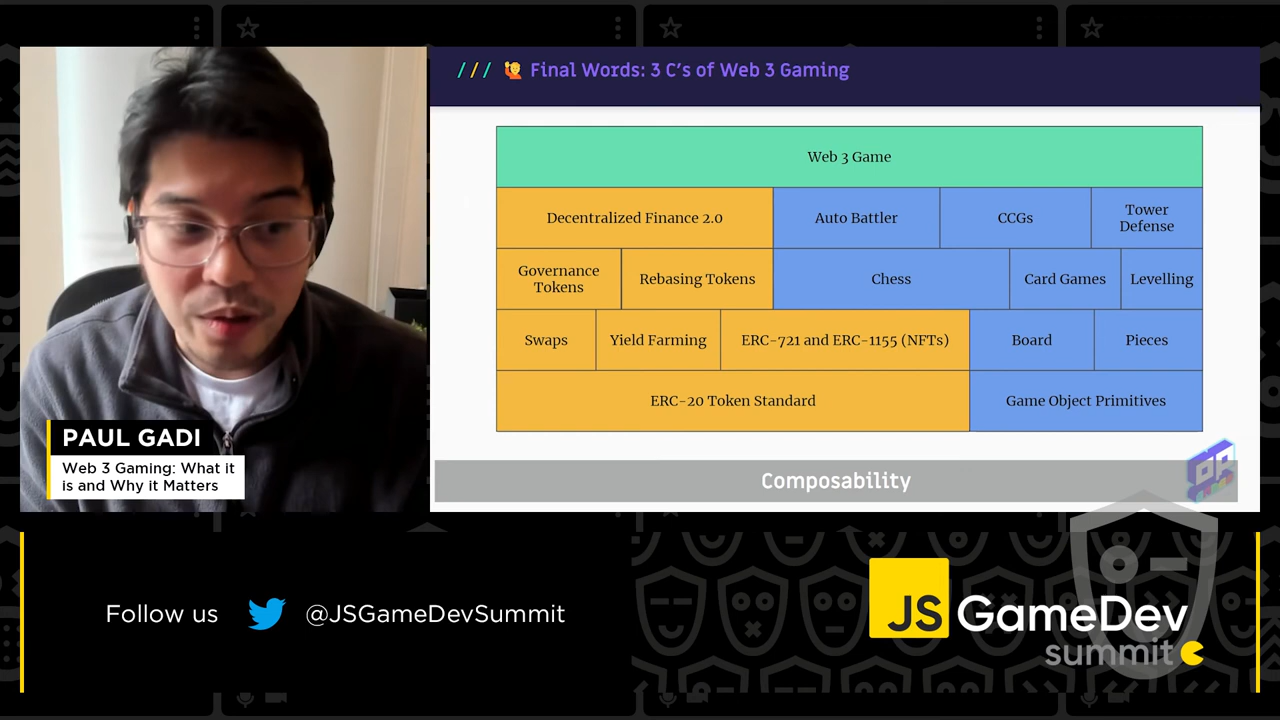 /// Final Words: 3 C's of Web 3 Gaming
Web 3 Game
Decentralized Finance 2.0
Auto Battler
CCGs
Tower
Defense
Governance
Tokens
Rebasing Tokens
Chess
Card Games
Levelling
Swaps
Yield Farming
ERC-721 and ERC-1155 (NFTs)
Board
Pieces
ERC-20 Token Standard
Game Object Primitives
Composability
OP
PAUL GADI
Web 3 Gaming: What it
is and Why it Matters
Follow us
@JSGameDevSummit
JS GameDev
summit